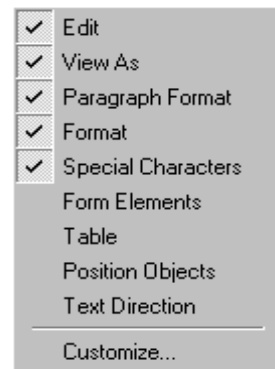 Edit
View As
Paragraph Format
Format
Special Characters
Form Elements
Table
Position Objects
Text Direction
Customize...